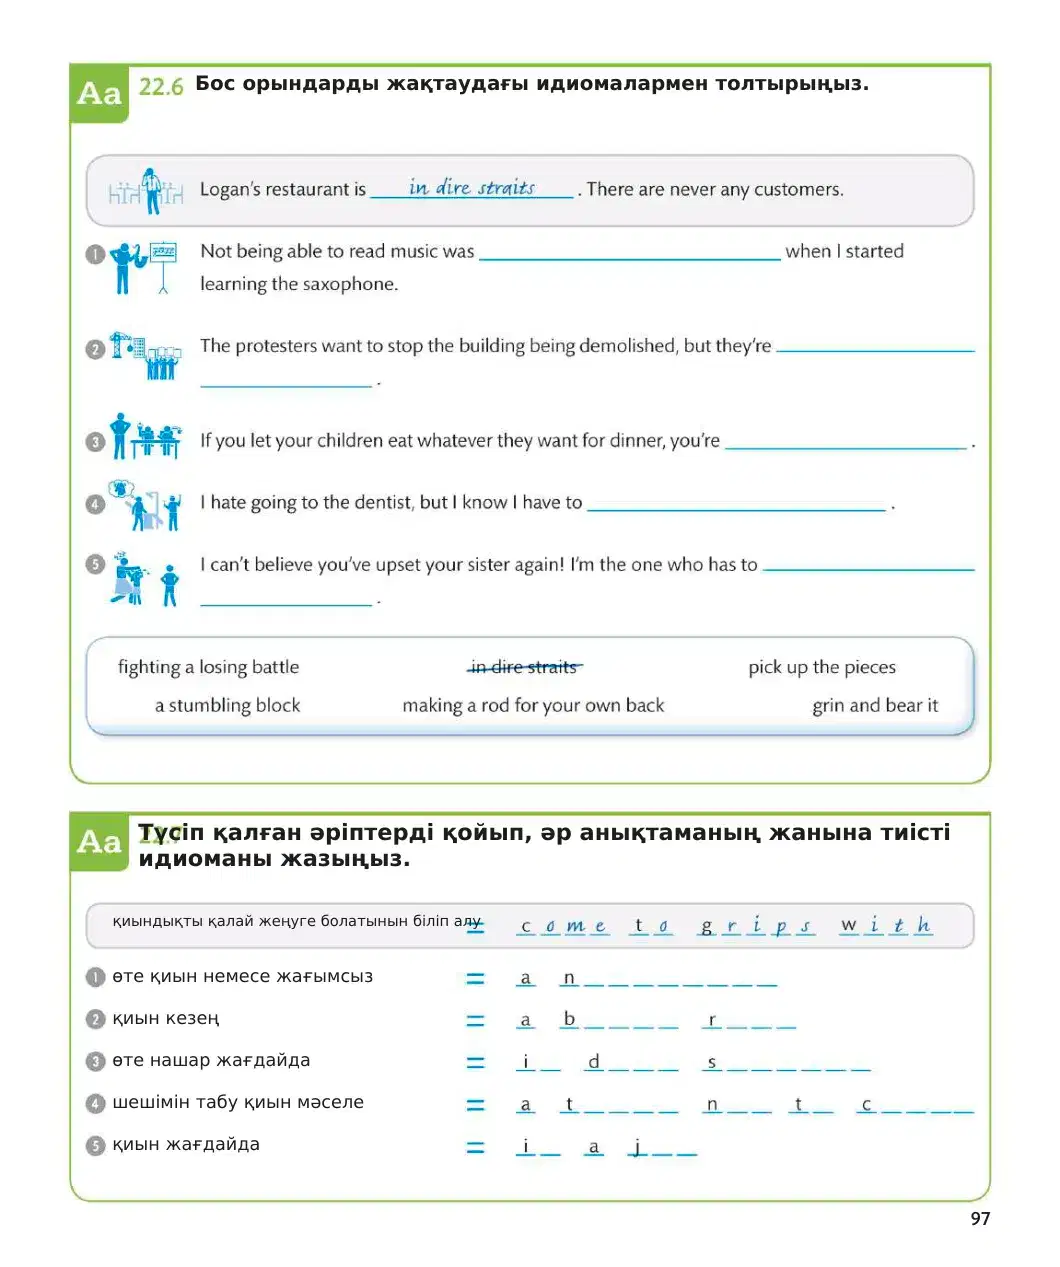 Aa 22.6 Бос орындарды жақтаудағы идиомалармен толтырыңыз.
Logan's restaurant is in dire straits . There are never any customers.
1 Not being able to read music was ____ when I started
learning the saxophone.
2 The protesters want to stop the building being demolished, but they're ____
____ .
3 If you let your children eat whatever they want for dinner, you're ____ .
4 I hate going to the dentist, but I know I have to ____ .
5 I can't believe you've upset your sister again! I'm the one who has to ____
____ .
fighting a losing battle in dire straits pick up the pieces
a stumbling block making a rod for your own back grin and bear it
Aa Түсіп қалған әріптерді қойып, әр анықтаманың жанына тиісті
идиоманы жазыңыз.
қиындықты қалай жеңуге болатынын біліп алу = c o m e t o g r i p s w i t h
1 өте қиын немесе жағымсыз = a n _ _ _ _ _ _ _ _
2 қиын кезең = a b _ _ _ _ r _ _ _
3 өте нашар жағдайда = i _ d _ _ _ s _ _ _ _ _ _
4 шешімін табу қиын мәселе = a t _ _ _ _ n _ _ t _ c _ _ _ _
5 қиын жағдайда = i _ a j _ _
97